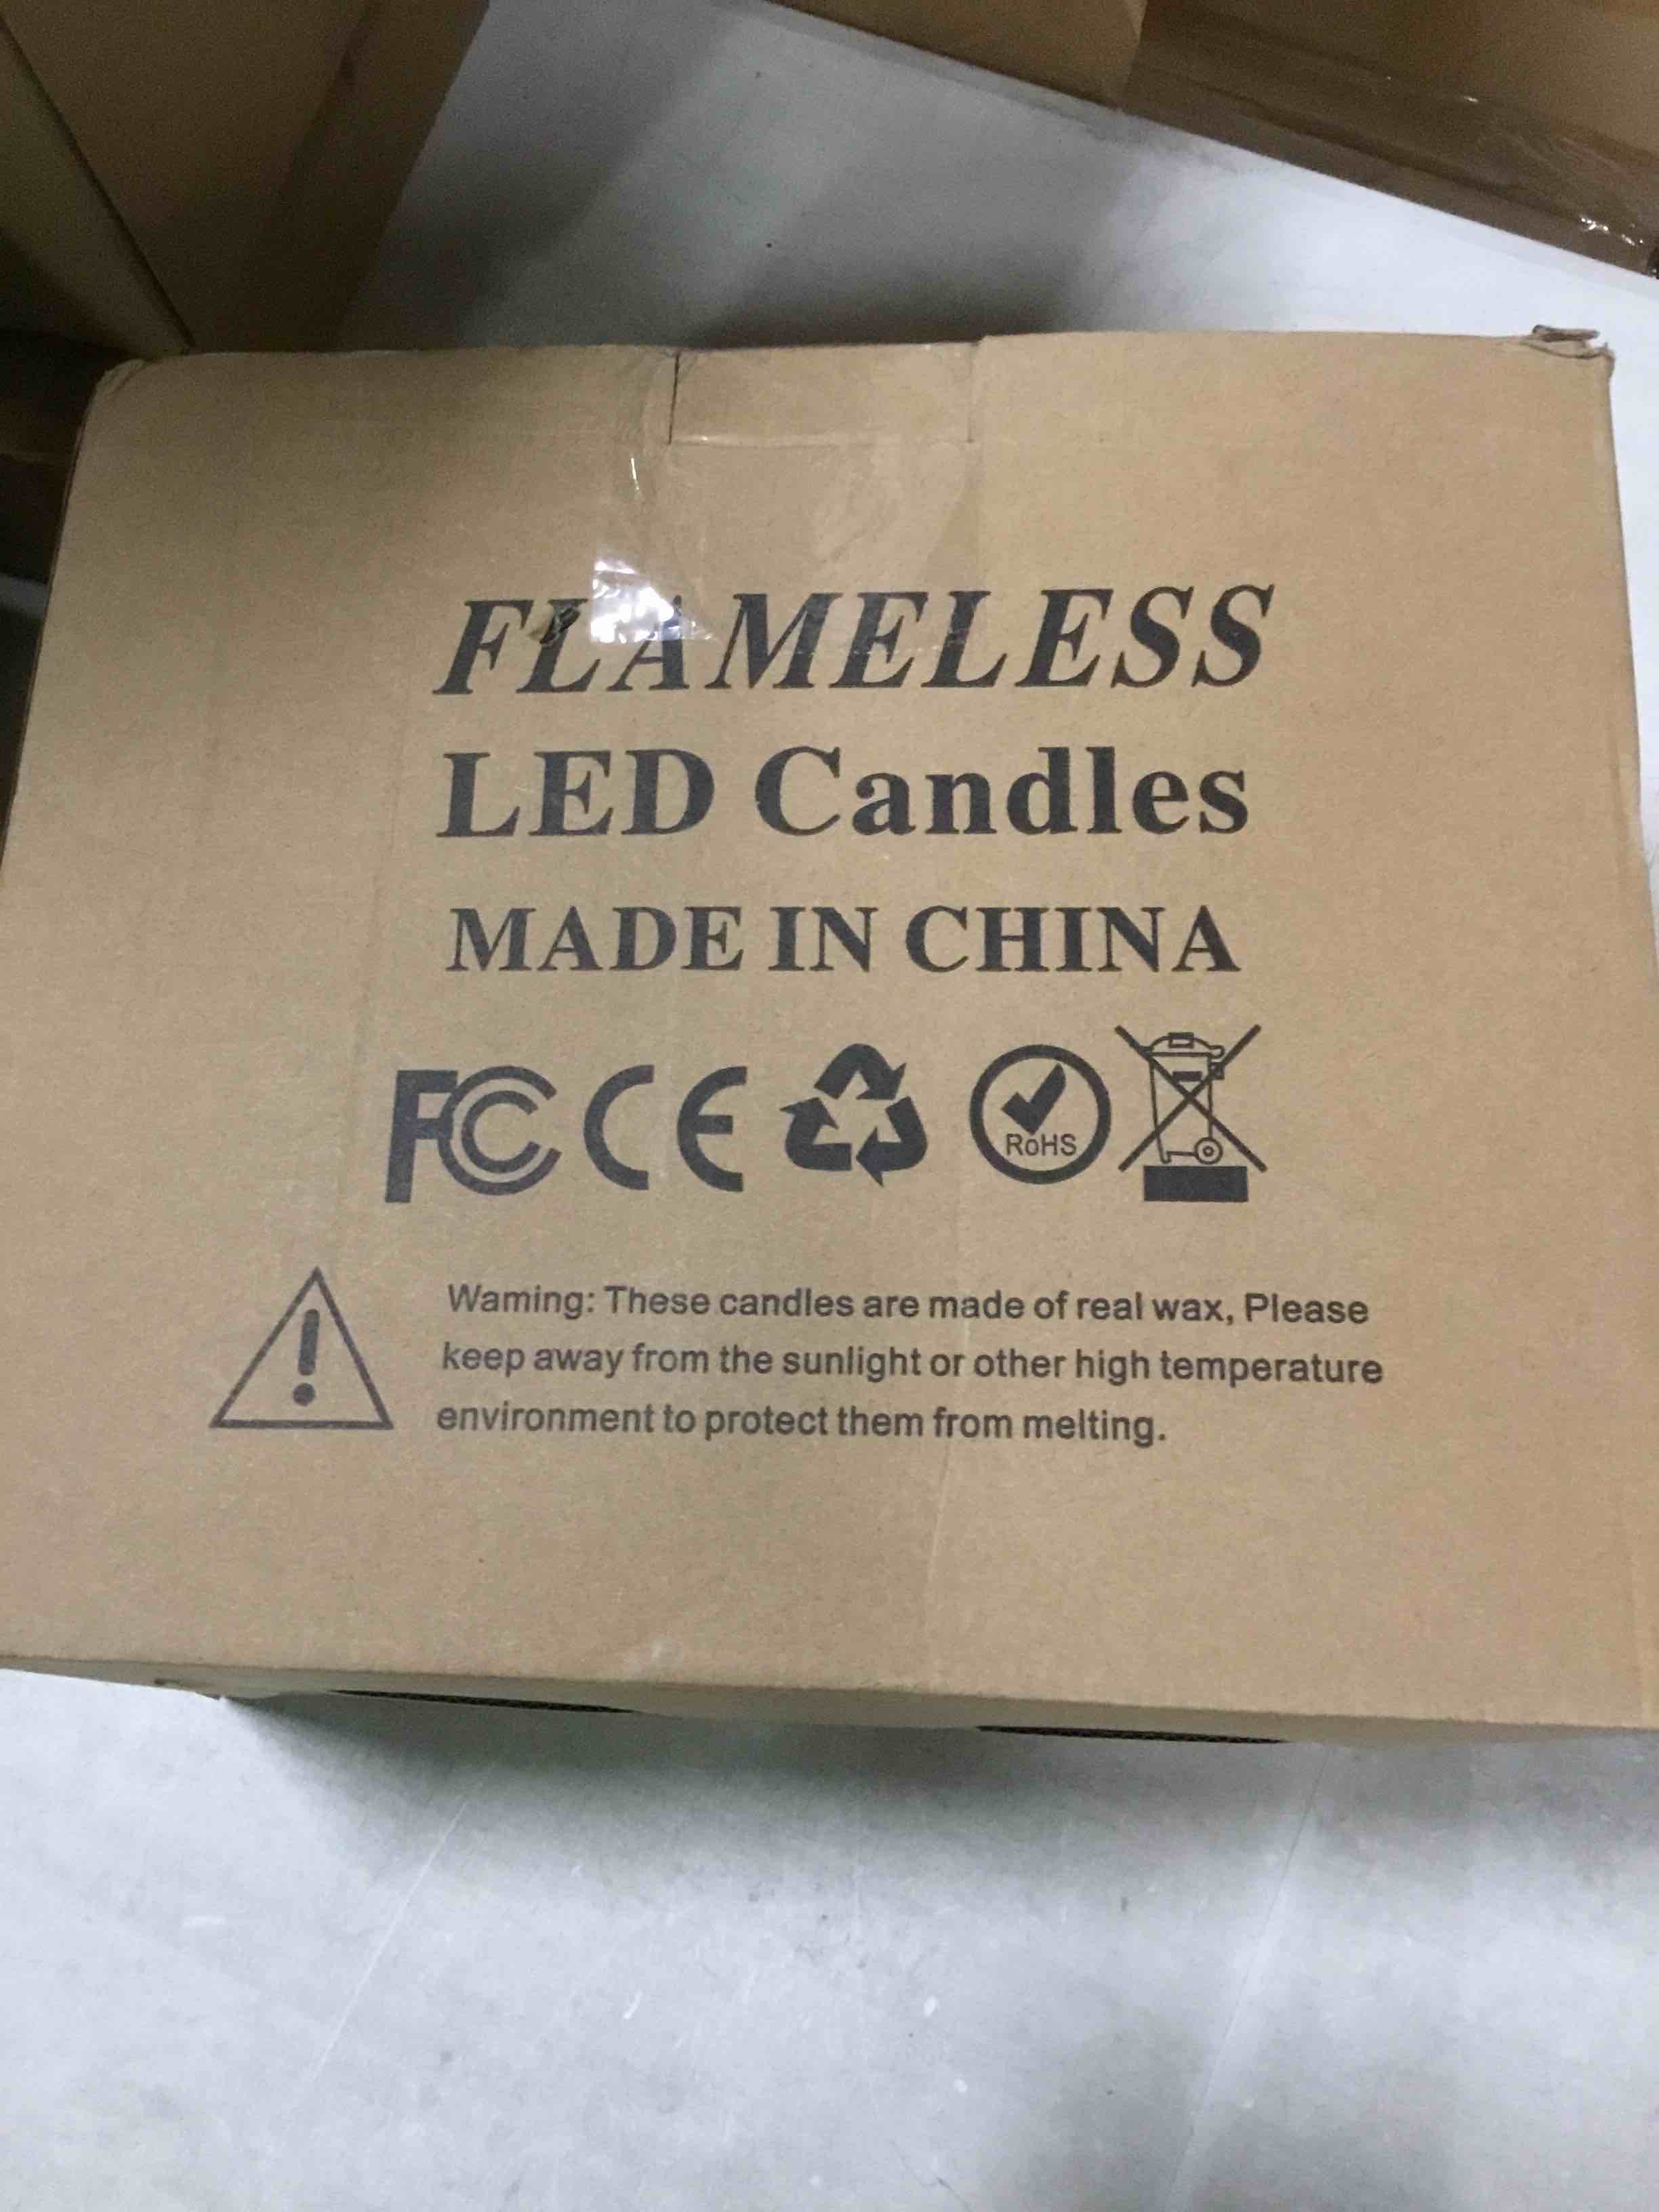 FLAMELESS
LED Candles
MADE IN CHINA
FC CE RoHS
Waming: These candles are made of real wax, Please
keep away from the sunlight or other high temperature
environment to protect them from melting.